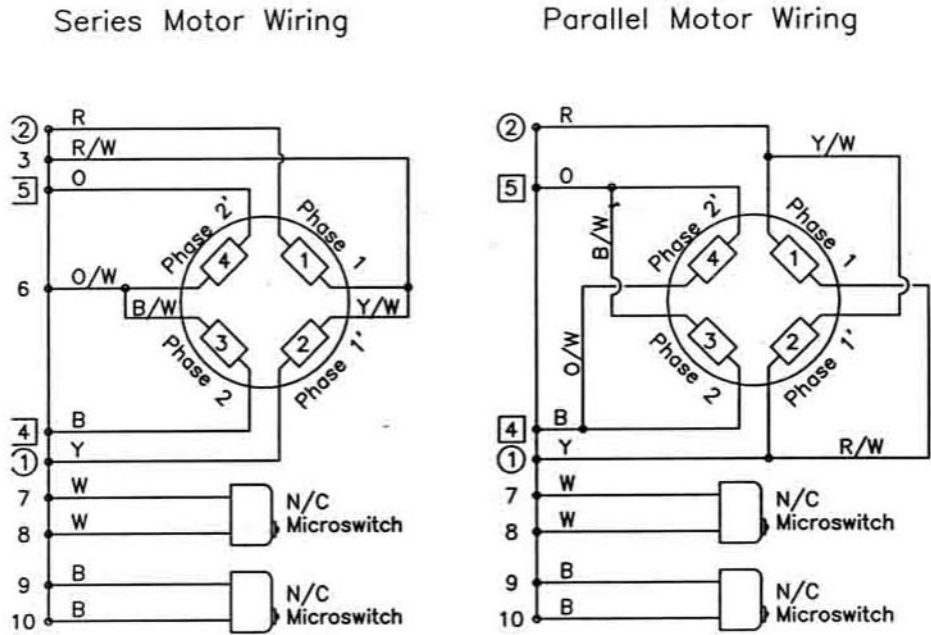 Series Motor Wiring
2 R
3 R/W
5 O
Phase 2'
Phase 1
4
1
6 O/W
B/W
Y/W
3
2
Phase 2
Phase 1'
4 B
1 Y
7 W
N/C
Microswitch
8 W
9 B
N/C
Microswitch
10 B
Parallel Motor Wiring
2 R
Y/W
5 O
B/W
Phase 2'
Phase 1
4
1
3
2
O/W
Phase 2
Phase 1'
4 B
1 Y
R/W
7 W
N/C
Microswitch
8 W
9 B
N/C
Microswitch
10 B